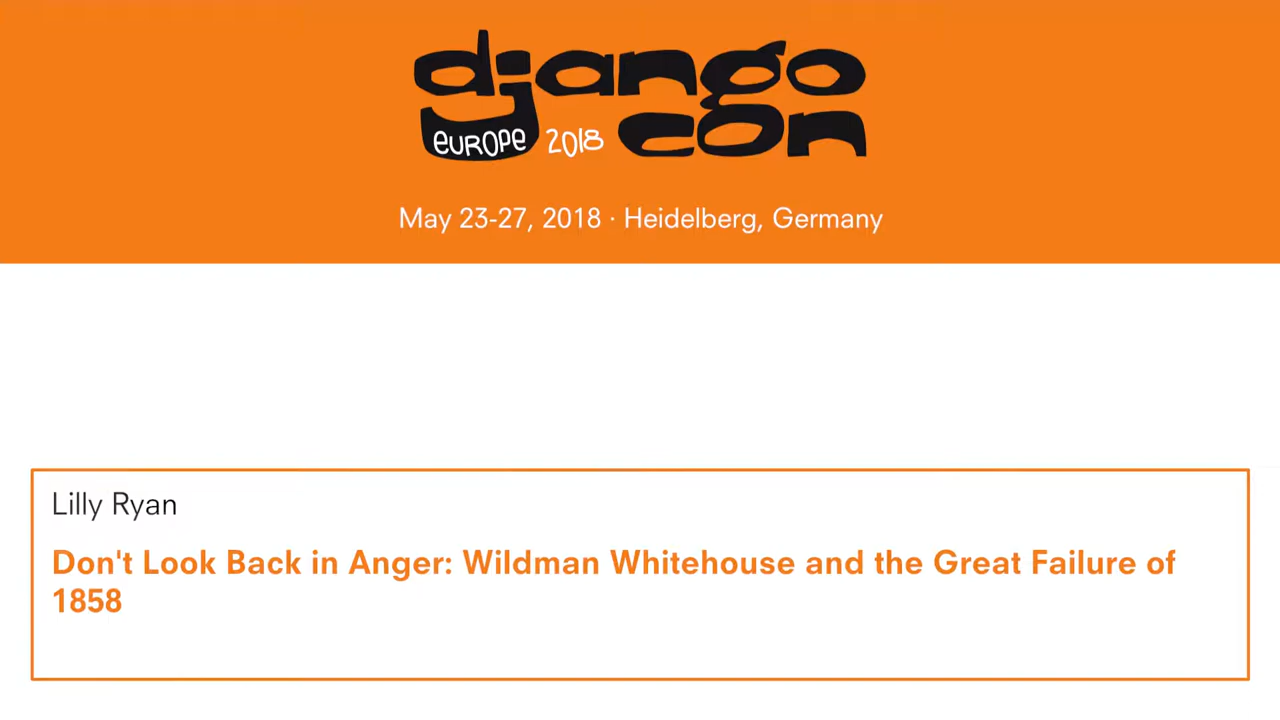 django
EUROPE 2018 con
May 23-27, 2018 · Heidelberg, Germany
Lilly Ryan
Don't Look Back in Anger: Wildman Whitehouse and the Great Failure of
1858